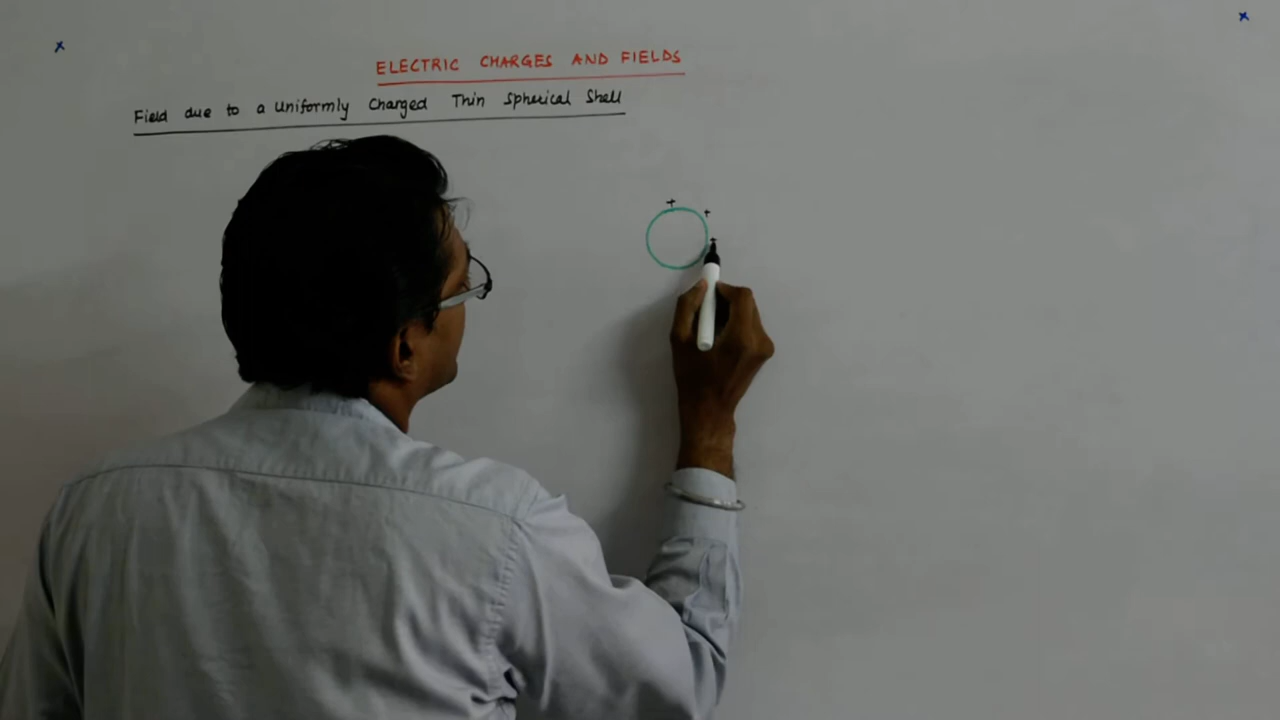 ELECTRIC CHARGES AND FIELDS
Field due to a Uniformly Charged Thin Spherical Shell
+ +
+